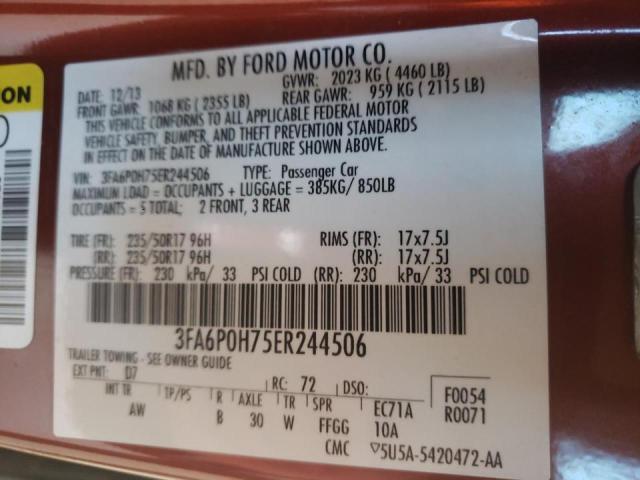 MFD. BY FORD MOTOR CO.
DATE: 12/13 GVWR: 2023 KG ( 4460 LB)
FRONT GAWR: 1068 KG ( 2355 LB) REAR GAWR: 959 KG ( 2115 LB)
THIS VEHICLE CONFORMS TO ALL APPLICABLE FEDERAL MOTOR
VEHICLE SAFETY, BUMPER, AND THEFT PREVENTION STANDARDS
IN EFFECT ON THE DATE OF MANUFACTURE SHOWN ABOVE.
VIN: 3FA6P0H75ER244506 TYPE: Passenger Car
MAXIMUM LOAD = OCCUPANTS + LUGGAGE = 385KG/ 850LB
OCCUPANTS = 5 TOTAL: 2 FRONT, 3 REAR
TIRE (FR): 235/50R17 96H RIMS (FR): 17x7.5J
(RR): 235/50R17 96H (RR): 17x7.5J
PRESSURE (FR): 230 kPa/ 33 PSI COLD (RR): 230 kPa/ 33 PSI COLD
3FA6P0H75ER244506
TRAILER TOWING - SEE OWNER GUIDE
EXT PNT: D7 RC: 72 DSO: F0054
INT TR TP/PS R AXLE TR SPR EC71A R0071
AW B 30 W FFGG 10A
CMC ▽5U5A-5420472-AA
ON